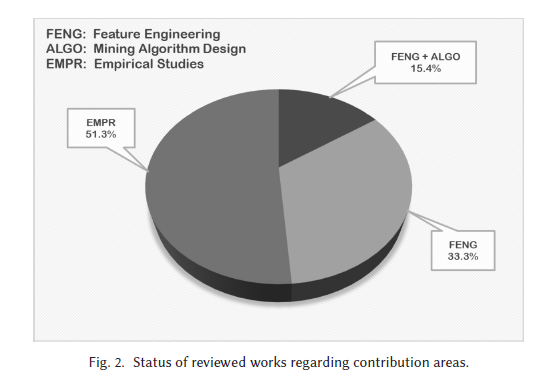 FENG: Feature Engineering
ALGO: Mining Algorithm Design
EMPR: Empirical Studies
FENG + ALGO
15.4%
EMPR
51.3%
FENG
33.3%
Fig. 2. Status of reviewed works regarding contribution areas.